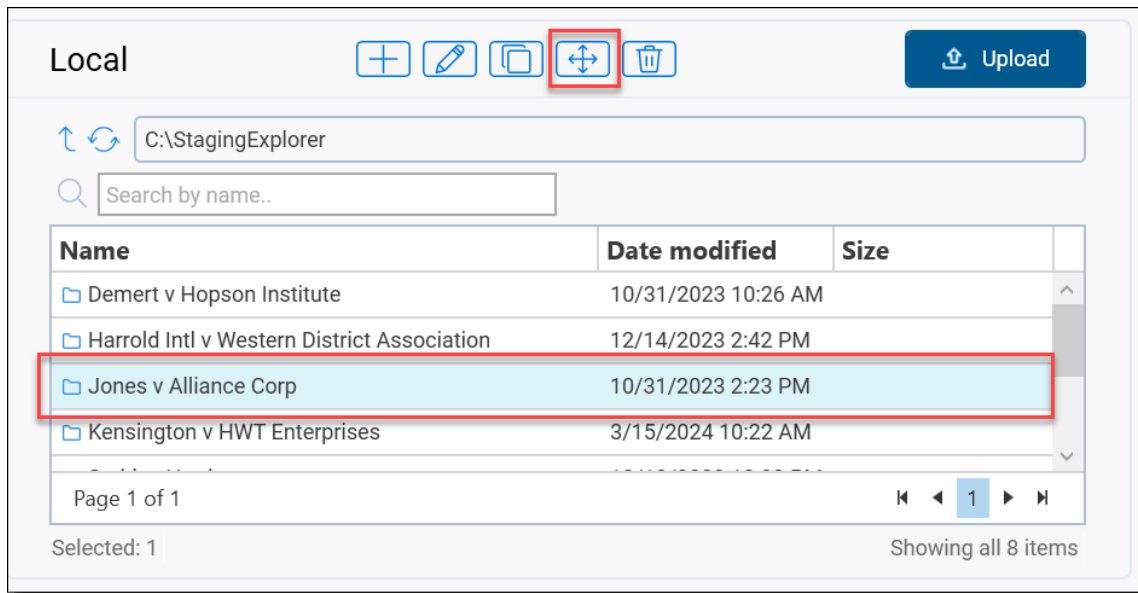 Local
Upload
C:\StagingExplorer
Search by name..
Name Date modified Size
Demert v Hopson Institute 10/31/2023 10:26 AM
Harrold Intl v Western District Association 12/14/2023 2:42 PM
Jones v Alliance Corp 10/31/2023 2:23 PM
Kensington v HWT Enterprises 3/15/2024 10:22 AM
Page 1 of 1 1
Selected: 1 Showing all 8 items